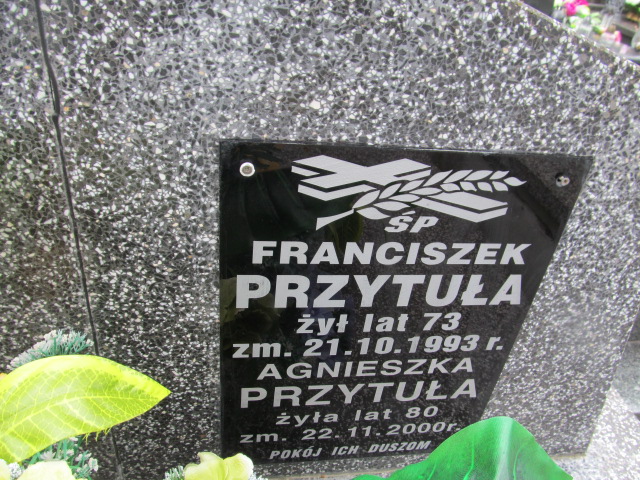 ŚP
FRANCISZEK
PRZYTUŁA
żył lat 73
zm. 21.10.1993 r.
AGNIESZKA
PRZYTUŁA
żyła lat 80
zm. 22.11.2000r.
POKÓJ ICH DUSZOM